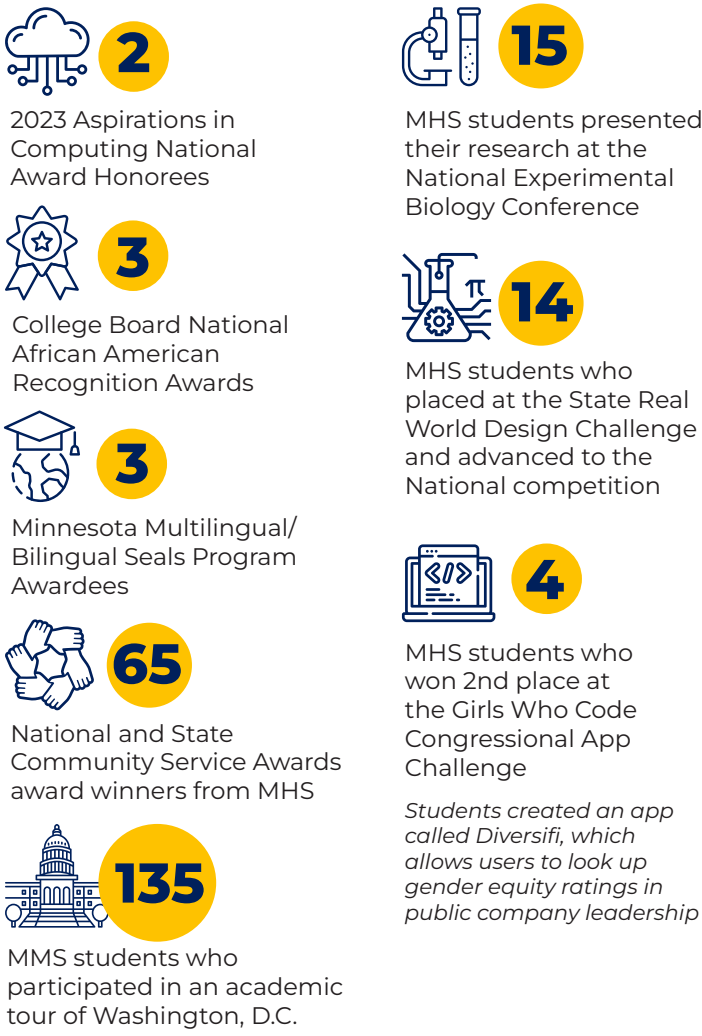 2
2023 Aspirations in
Computing National
Award Honorees
3
College Board National
African American
Recognition Awards
3
Minnesota Multilingual/
Bilingual Seals Program
Awardees
65
National and State
Community Service Awards
award winners from MHS
135
MMS students who
participated in an academic
tour of Washington, D.C.
15
MHS students presented
their research at the
National Experimental
Biology Conference
π
14
MHS students who
placed at the State Real
World Design Challenge
and advanced to the
National competition
</>
4
MHS students who
won 2nd place at
the Girls Who Code
Congressional App
Challenge
Students created an app
called Diversifi, which
allows users to look up
gender equity ratings in
public company leadership